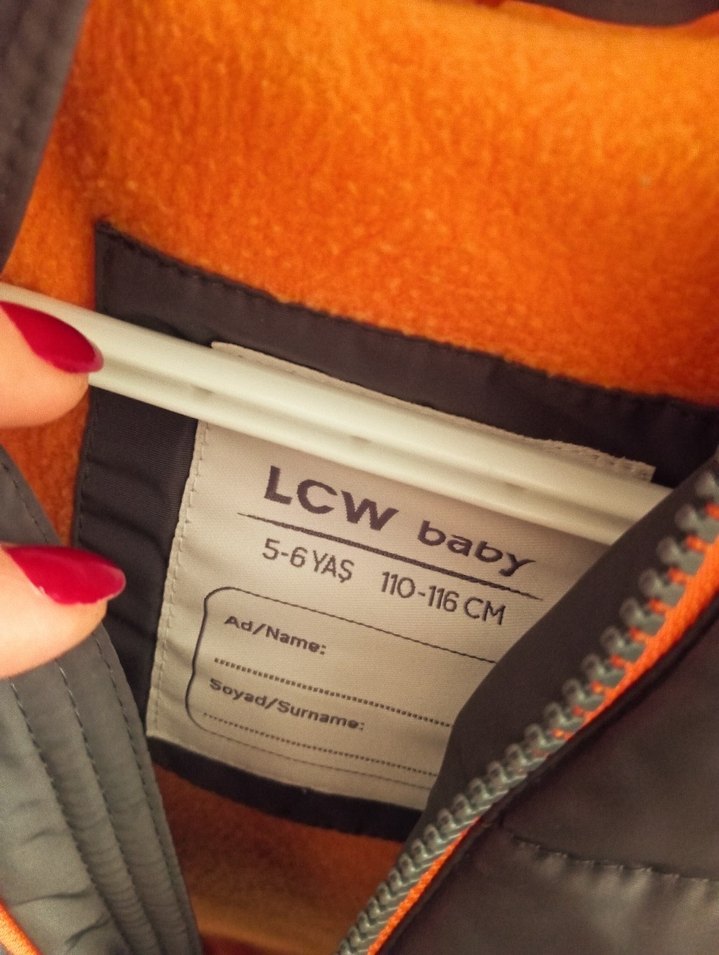 LCW baby
5-6 YAŞ 110-116 CM
Ad/Name:
Soyad/Surname: